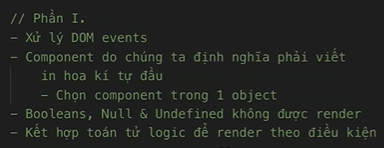 // Phần I.
- Xử lý DOM events
- Component do chúng ta định nghĩa phải viết
in hoa kí tự đầu
- Chọn component trong 1 object
- Booleans, Null & Undefined không được render
- Kết hợp toán tử logic để render theo điều kiện